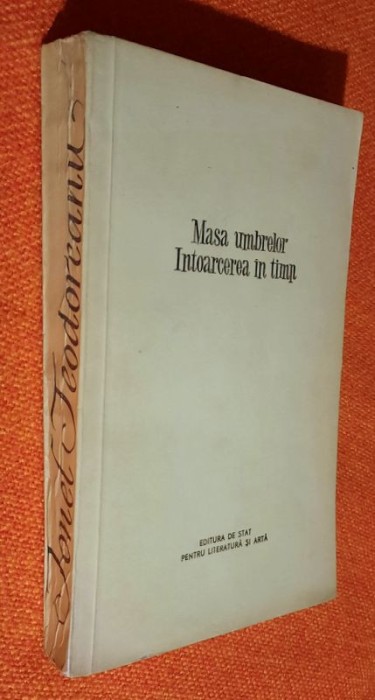 Ionel Teodoreanu
Masa umbrelor
Intoarcerea în timp
EDITURA DE STAT
PENTRU LITERATURĂ ȘI ARTĂ